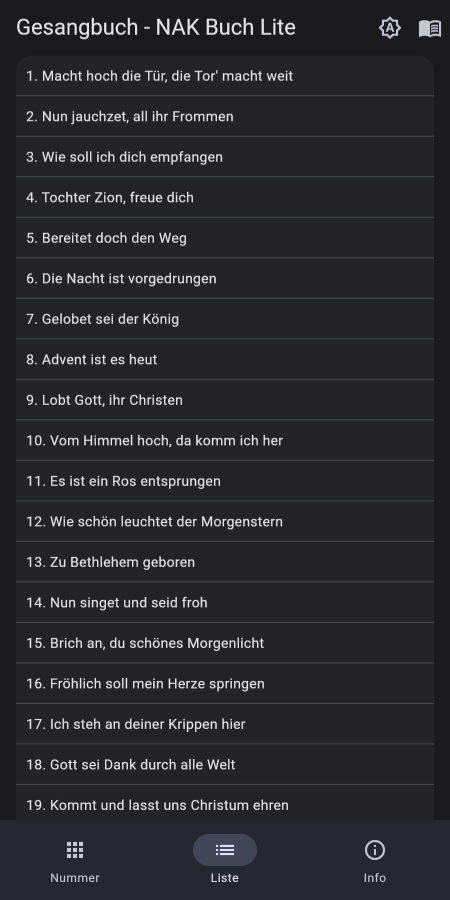 Gesangbuch - NAK Buch Lite
A
1. Macht hoch die Tür, die Tor' macht weit
2. Nun jauchzet, all ihr Frommen
3. Wie soll ich dich empfangen
4. Tochter Zion, freue dich
5. Bereitet doch den Weg
6. Die Nacht ist vorgedrungen
7. Gelobet sei der König
8. Advent ist es heut
9. Lobt Gott, ihr Christen
10. Vom Himmel hoch, da komm ich her
11. Es ist ein Ros entsprungen
12. Wie schön leuchtet der Morgenstern
13. Zu Bethlehem geboren
14. Nun singet und seid froh
15. Brich an, du schönes Morgenlicht
16. Fröhlich soll mein Herze springen
17. Ich steh an deiner Krippen hier
18. Gott sei Dank durch alle Welt
19. Kommt und lasst uns Christum ehren
Nummer
Liste
Info